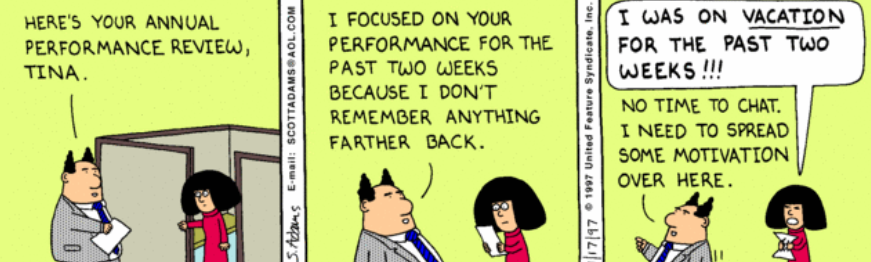 HERE'S YOUR ANNUAL
PERFORMANCE REVIEW,
TINA.
E-mail: SCOTTADAMS@AOL.COM
S.Adams
I FOCUSED ON YOUR
PERFORMANCE FOR THE
PAST TWO WEEKS
BECAUSE I DON'T
REMEMBER ANYTHING
FARTHER BACK.
17/97 © 1997 United Feature Syndicate, Inc.
I WAS ON VACATION
FOR THE PAST TWO
WEEKS!!!
NO TIME TO CHAT.
I NEED TO SPREAD
SOME MOTIVATION
OVER HERE.